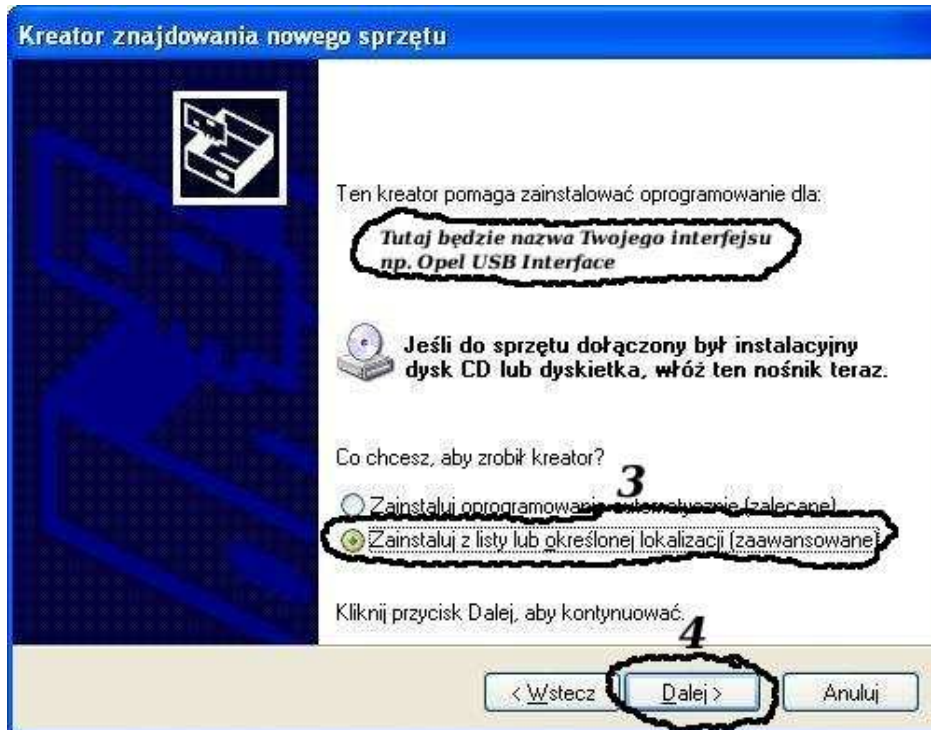 Kreator znajdowania nowego sprzętu
Ten kreator pomaga zainstalować oprogramowanie dla:
Tutaj będzie nazwa Twojego interfejsu
np. Opel USB Interface
Jeśli do sprzętu dołączony był instalacyjny
dysk CD lub dyskietka, włóż ten nośnik teraz.
Co chcesz, aby zrobił kreator?
3
Zainstaluj oprogramowanie automatycznie (zalecane)
Zainstaluj z listy lub określonej lokalizacji (zaawansowane)
Kliknij przycisk Dalej, aby kontynuować.
4
< Wstecz
Dalej >
Anuluj